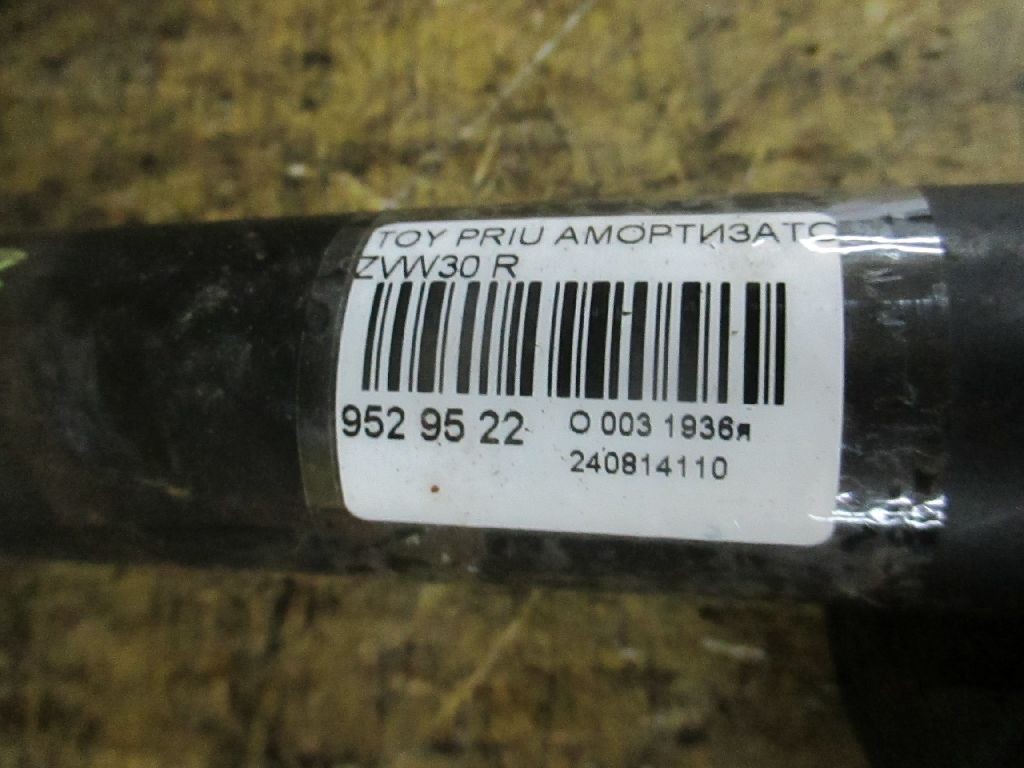 TOY PRIU АМОРТИЗАТО
ZVW30 R
952 95 22
O 003 1936я
240814110